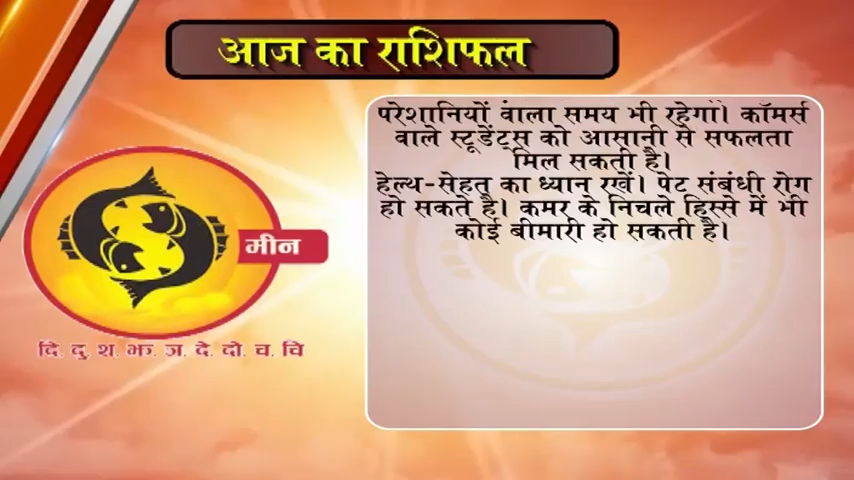 आज का राशिफल
परेशानियों वाला समय भी रहेगा। कॉमर्स
वाले स्टूडेंट्स को आसानी से सफलता
मिल सकती है।
हेल्थ-सेहत का ध्यान रखें। पेट संबंधी रोग
हो सकते है। कमर के निचले हिस्से में भी
कोई बीमारी हो सकती है।
मीन
दि. दु. श. झ. ञ. दे. दो. च. चि